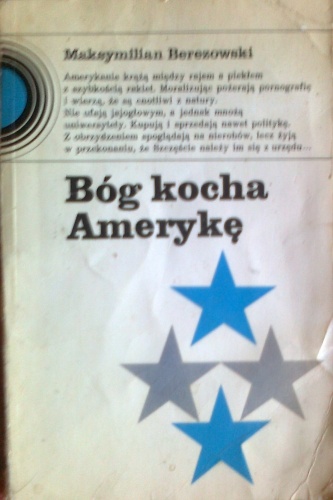 Maksymilian Berezowski
Amerykanie krążą między rajem a piekłem
z szybkością rakiet. Moralizując pożerają pornografię
i wierzą, że są cnotliwi z natury.
Nie ufają jajogłowym, a jednak mnożą
uniwersytety. Kupują i sprzedają nawet politykę.
Z obrzydzeniem spoglądają na nierobów, lecz żyją
w przekonaniu, że Szczęście należy im się z urzędu...
Bóg kocha
Amerykę